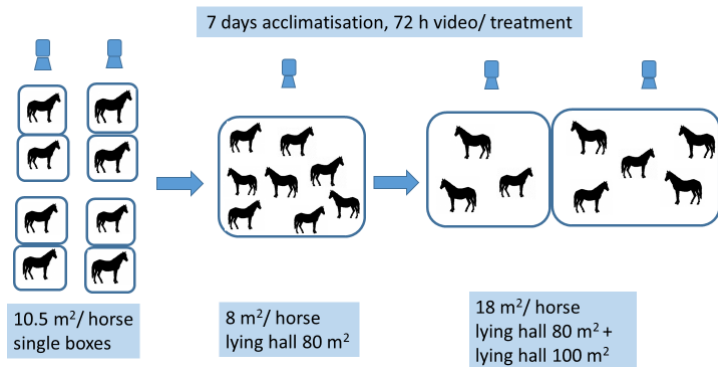 7 days acclimatisation, 72 h video/ treatment
10.5 m²/ horse
single boxes
8 m²/ horse
lying hall 80 m²
18 m²/ horse
lying hall 80 m² +
lying hall 100 m²